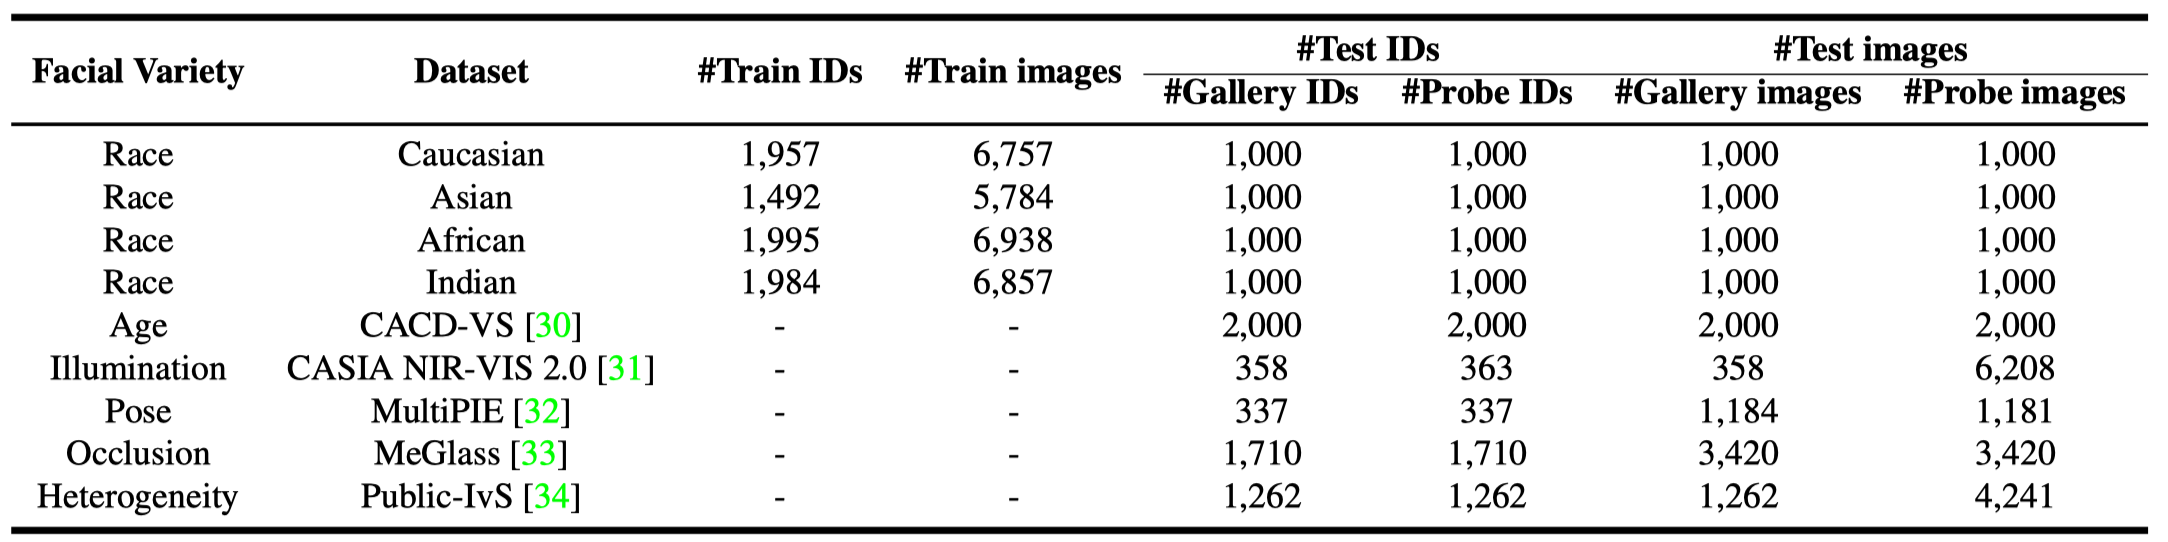 Facial Variety Dataset #Train IDs #Train images #Test IDs #Test images
#Gallery IDs #Probe IDs #Gallery images #Probe images
Race Caucasian 1,957 6,757 1,000 1,000 1,000 1,000
Race Asian 1,492 5,784 1,000 1,000 1,000 1,000
Race African 1,995 6,938 1,000 1,000 1,000 1,000
Race Indian 1,984 6,857 1,000 1,000 1,000 1,000
Age CACD-VS [30] - - 2,000 2,000 2,000 2,000
Illumination CASIA NIR-VIS 2.0 [31] - - 358 363 358 6,208
Pose MultiPIE [32] - - 337 337 1,184 1,181
Occlusion MeGlass [33] - - 1,710 1,710 3,420 3,420
Heterogeneity Public-IvS [34] - - 1,262 1,262 1,262 4,241